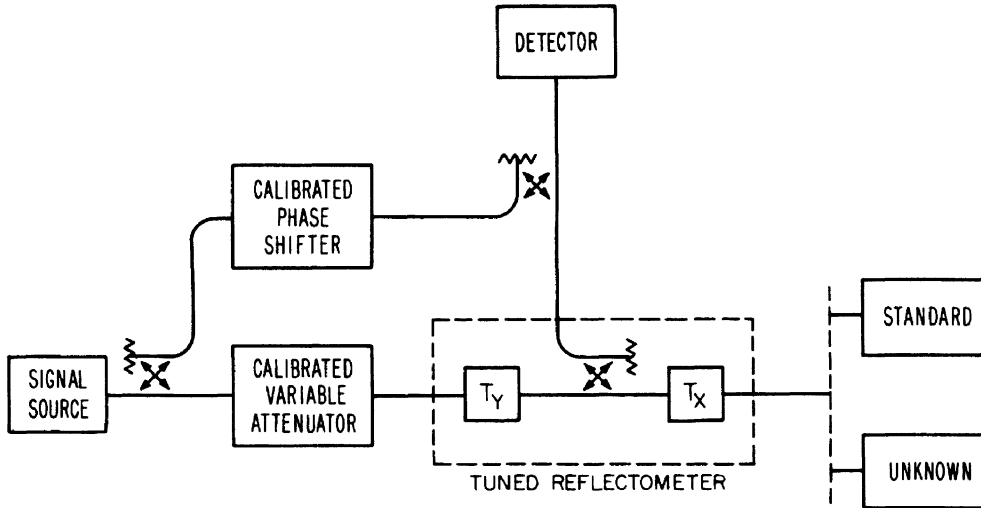 DETECTOR
CALIBRATED
PHASE
SHIFTER
STANDARD
SIGNAL
SOURCE
CALIBRATED
VARIABLE
ATTENUATOR
TY
TX
UNKNOWN
TUNED REFLECTOMETER